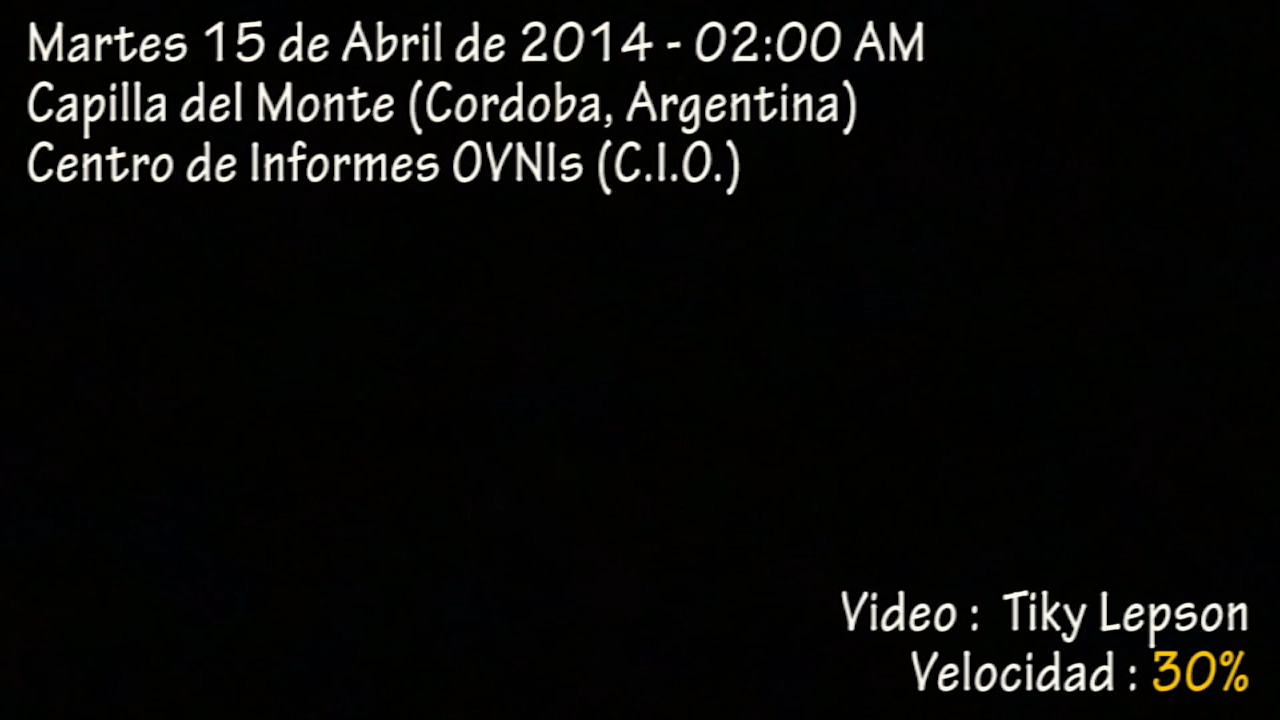 Martes 15 de Abril de 2014 - 02:00 AM
Capilla del Monte (Cordoba, Argentina)
Centro de Informes OVNIs (C.I.O.)
Video : Tiky Lepson
Velocidad : 30%